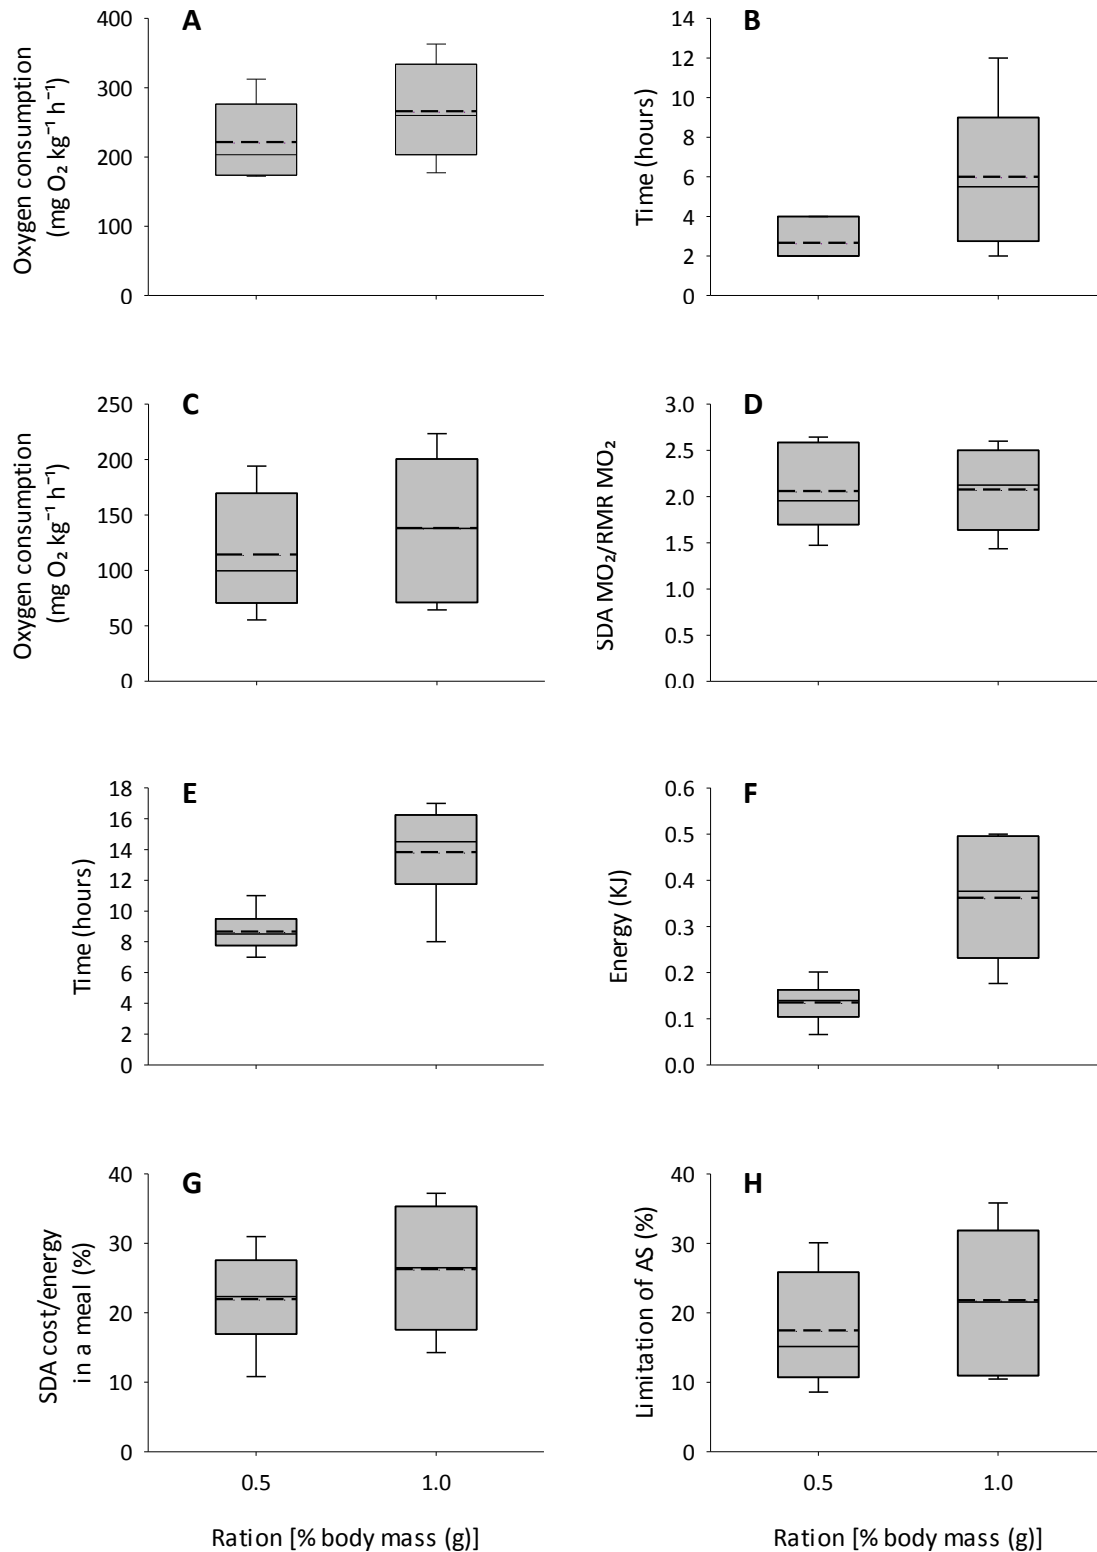 A
Oxygen consumption
(mg O₂ kg⁻¹ h⁻¹)
400
300
200
100
0
B
Time (hours)
14
12
10
8
6
4
2
0
C
Oxygen consumption
(mg O₂ kg⁻¹ h⁻¹)
250
200
150
100
50
0
D
SDA MO₂/RMR MO₂
3.0
2.5
2.0
1.5
1.0
0.5
0.0
E
Time (hours)
18
16
14
12
10
8
6
4
2
0
F
Energy (KJ)
0.6
0.5
0.4
0.3
0.2
0.1
0.0
G
SDA cost/energy
in a meal (%)
40
30
20
10
0
0.5 1.0
Ration [% body mass (g)]
H
Limitation of AS (%)
40
30
20
10
0
0.5 1.0
Ration [% body mass (g)]